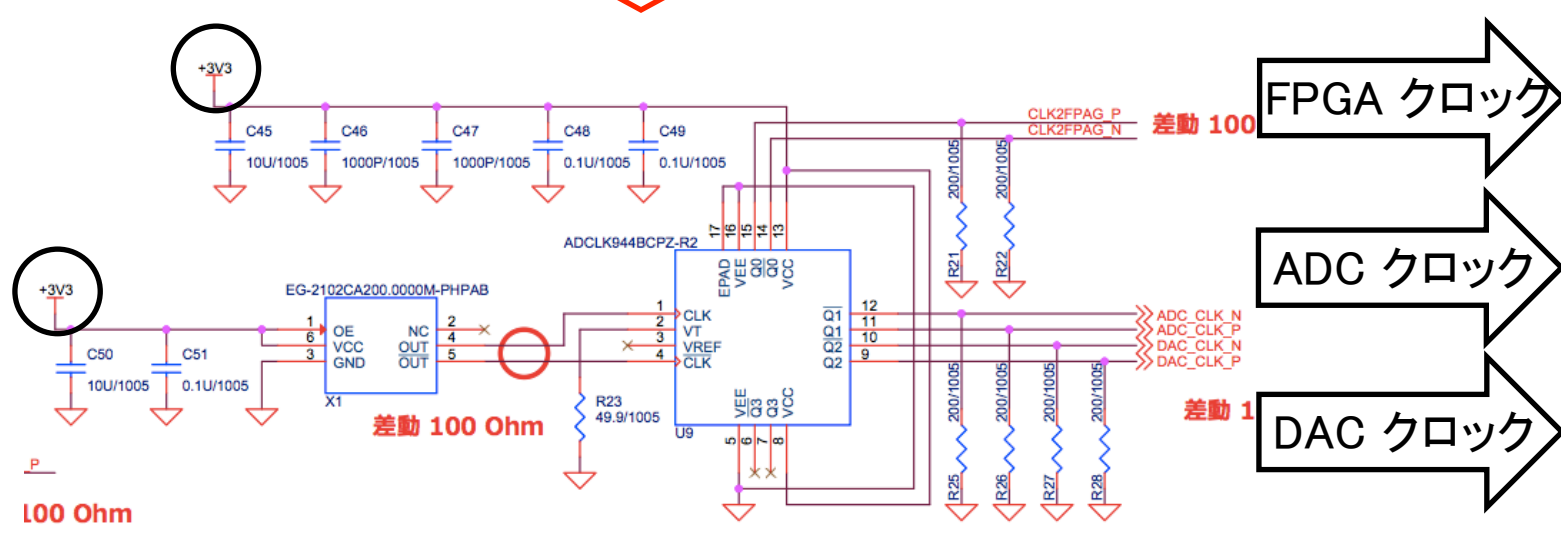 +3V3
C45
10U/1005
C46
1000P/1005
C47
1000P/1005
C48
0.1U/1005
C49
0.1U/1005
CLK2FPAG_P
CLK2FPAG_N
差動 100
FPGA クロック
200/1005
R21
200/1005
R22
ADCLK944BCPZ-R2
17
16
15
14
13
EPAD
VEE
Q0
Q0
VCC
ADC クロック
+3V3
C50
10U/1005
C51
0.1U/1005
EG-2102CA200.0000M-PHPAB
1
6
3
OE
VCC
GND
NC
OUT
OUT
2
4
5
X1
差動 100 Ohm
R23
49.9/1005
1
2
3
4
CLK
VT
VREF
CLK
Q1
Q1
Q2
Q2
12
11
10
9
ADC_CLK_N
ADC_CLK_P
DAC_CLK_N
DAC_CLK_P
VEE
Q3
Q3
VCC
U9
5
6
7
8
200/1005
R25
200/1005
R26
200/1005
R27
200/1005
R28
差動 1
DAC クロック
_P
100 Ohm